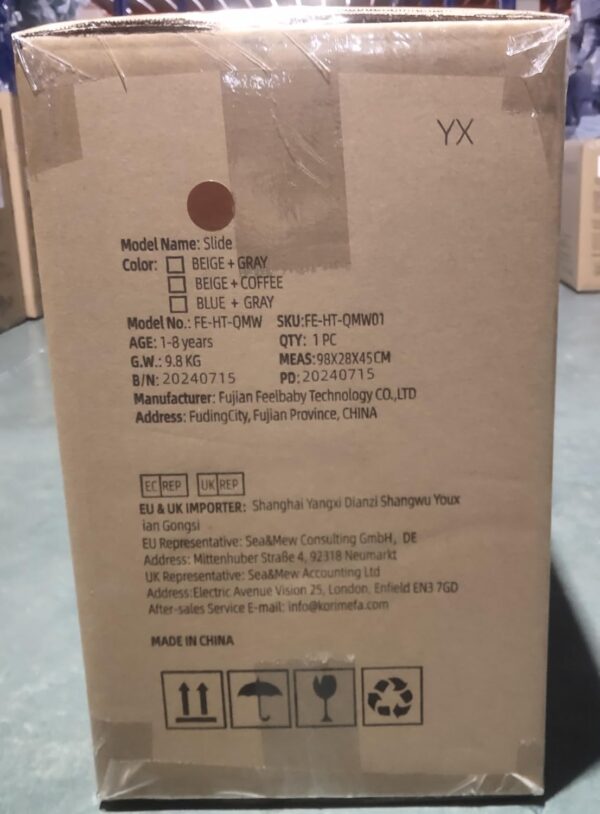 YX
Model Name: Slide
Color: BEIGE + GRAY
BEIGE + COFFEE
BLUE + GRAY
Model No.: FE-HT-QMW SKU:FE-HT-QMW01
AGE: 1-8 years QTY: 1 PC
G.W.: 9.8 KG MEAS:98X28X45CM
B/N: 20240715 PD:20240715
Manufacturer: Fujian Feelbaby Technology CO.,LTD
Address: FudingCity, Fujian Province, CHINA
EC REP UK REP
EU & UK IMPORTER: Shanghai Yangxi Dianzi Shangwu Youx
ian Gongsi
EU Representative: Sea&Mew Consulting GmbH, DE
Address: Mittenhuber Straße 4, 92318 Neumarkt
UK Representative: Sea&Mew Accounting Ltd
Address:Electric Avenue Vision 25, London, Enfield EN3 7GD
After-sales Service E-mail: info@korimefa.com
MADE IN CHINA